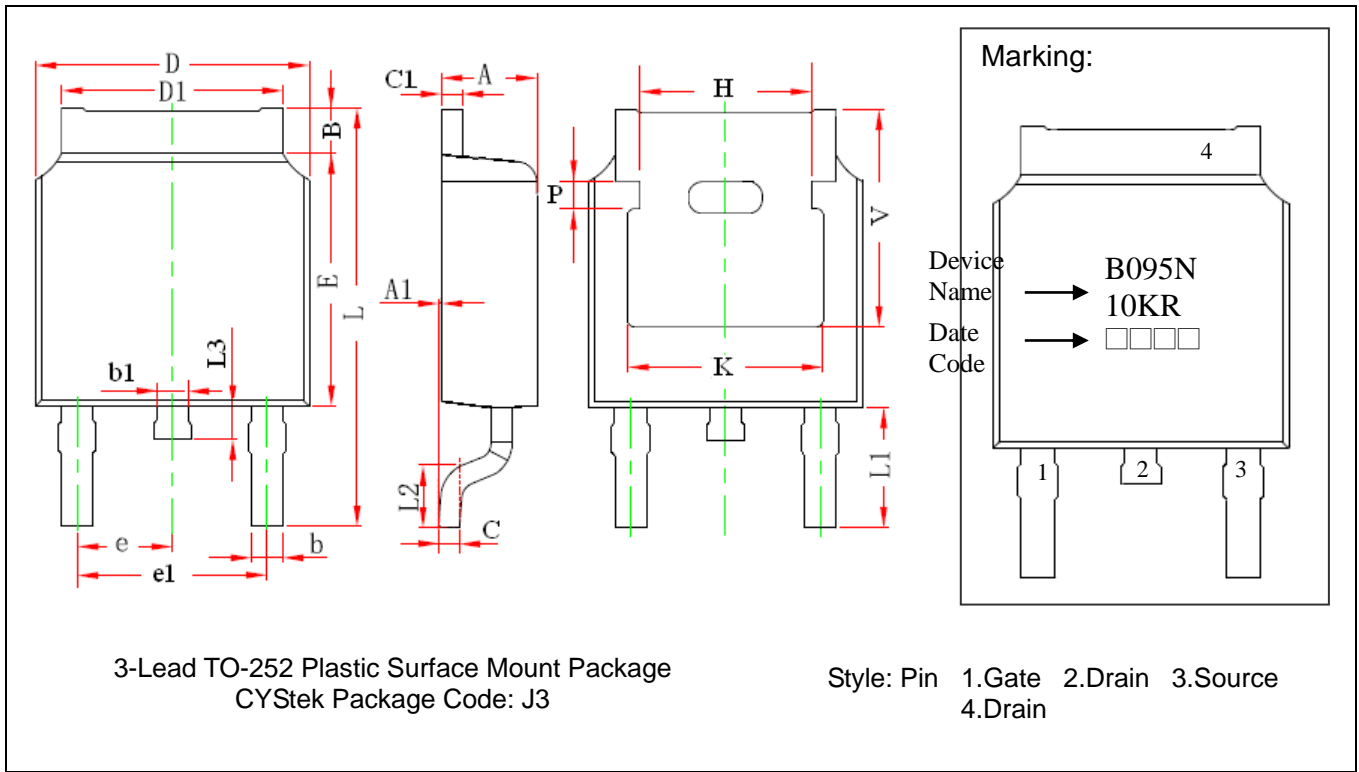 D
D1
B
E
L
L3
b1
e
e1
b
C1
A
A1
L2
C
H
P
V
K
L1
Marking:
4
Device
Name
B095N
10KR
Date
Code
□□□□
1
2
3
3-Lead TO-252 Plastic Surface Mount Package
CYStek Package Code: J3
Style: Pin 1.Gate 2.Drain 3.Source
4.Drain